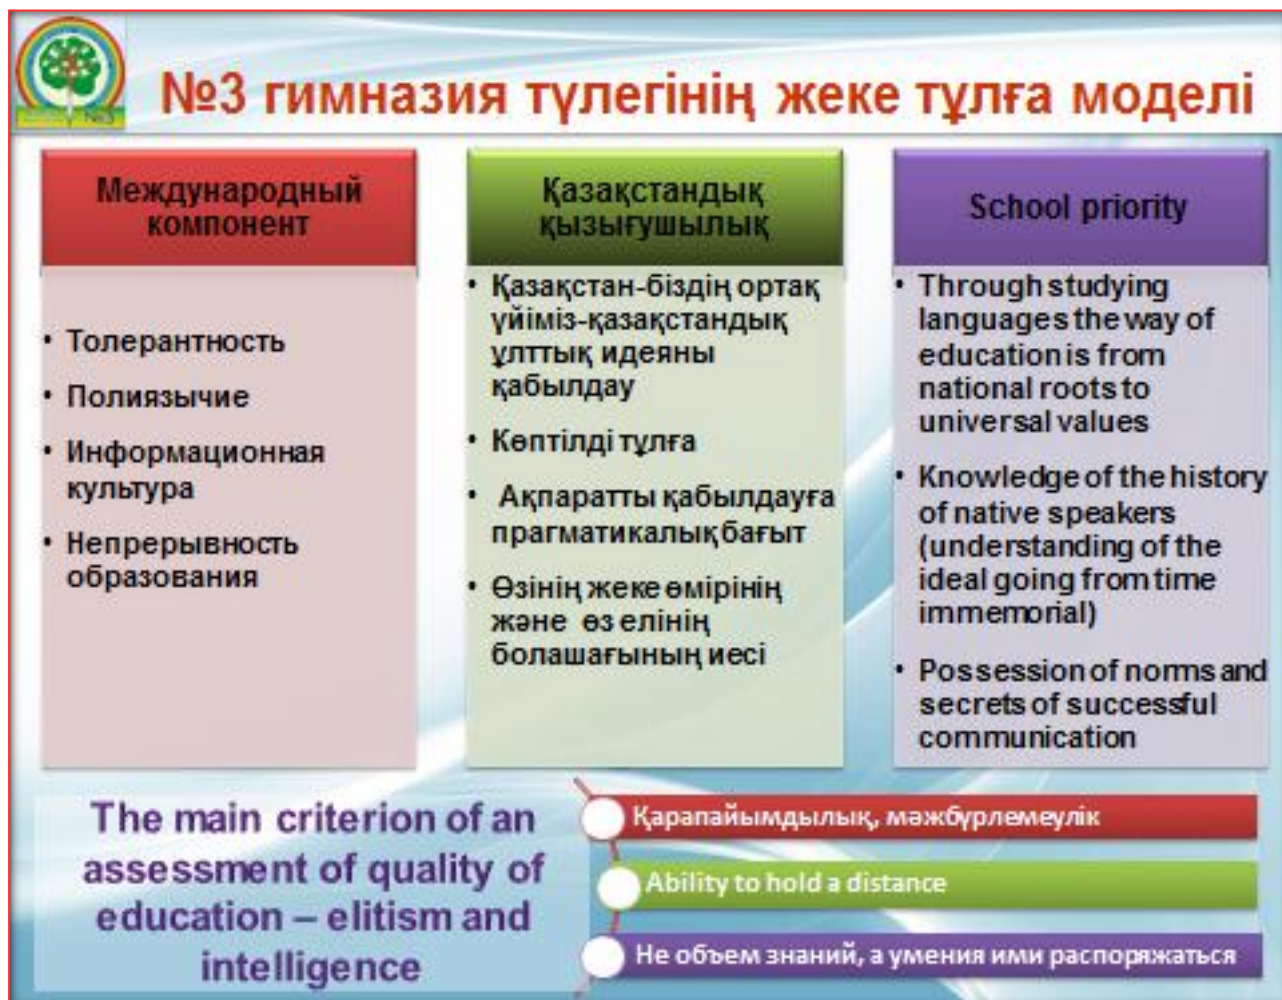 №3 гимназия түлегінің жеке тұлға моделі
№3
Международный
компонент
• Толерантность
• Полиязычие
• Информационная
культура
• Непрерывность
образования
Қазақстандық
қызығушылық
• Қазақстан-біздің ортақ
үйіміз-қазақстандық
ұлттық идеяны
қабылдау
• Көптілді тұлға
• Ақпаратты қабылдауға
прагматикалық бағыт
• Өзінің жеке өмірінің
және өз елінің
болашағының иесі
School priority
• Through studying
languages the way of
education is from
national roots to
universal values
• Knowledge of the history
of native speakers
(understanding of the
ideal going from time
immemorial)
• Possession of norms and
secrets of successful
communication
The main criterion of an
assessment of quality of
education – elitism and
intelligence
Қарапайымдылық, мәжбүрлемеулік
Ability to hold a distance
Не объем знаний, а умения ими распоряжаться